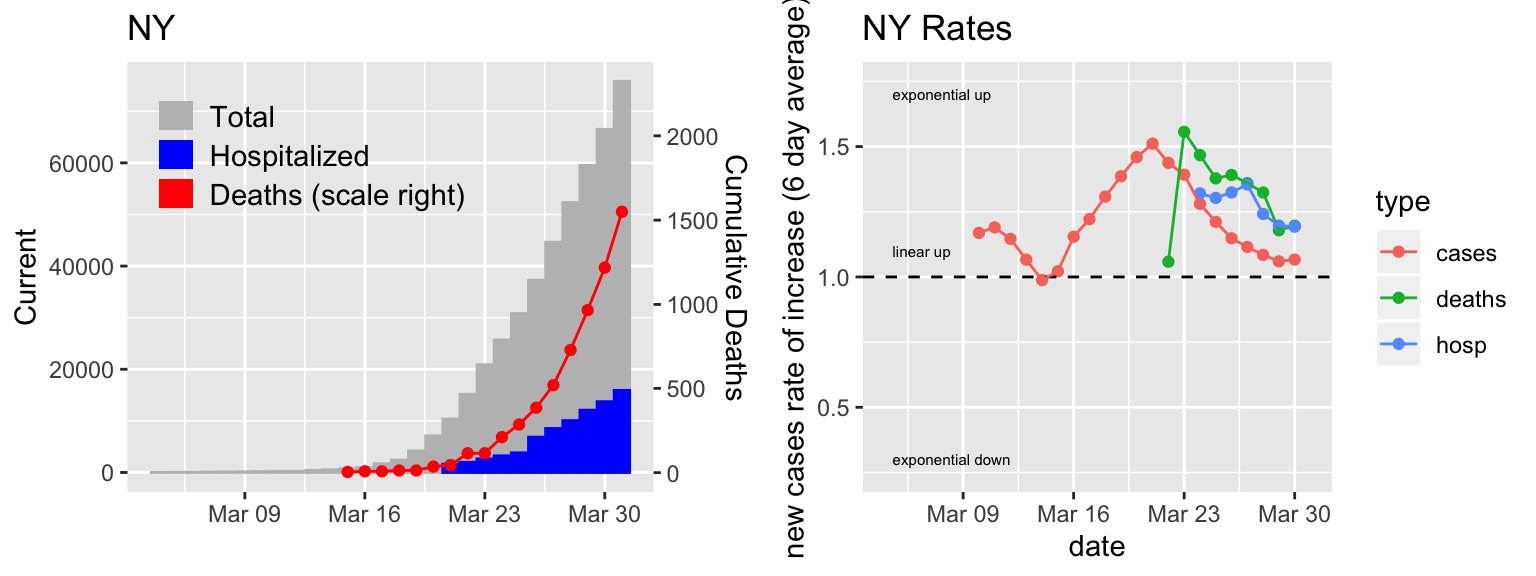 NY
Total
Hospitalized
Deaths (scale right)
Current
60000
40000
20000
0
Cumulative Deaths
2000
1500
1000
500
0
Mar 09
Mar 16
Mar 23
Mar 30
NY Rates
new cases rate of increase (6 day average)
1.5
1.0
0.5
exponential up
linear up
exponential down
Mar 09
Mar 16
Mar 23
Mar 30
date
type
cases
deaths
hosp